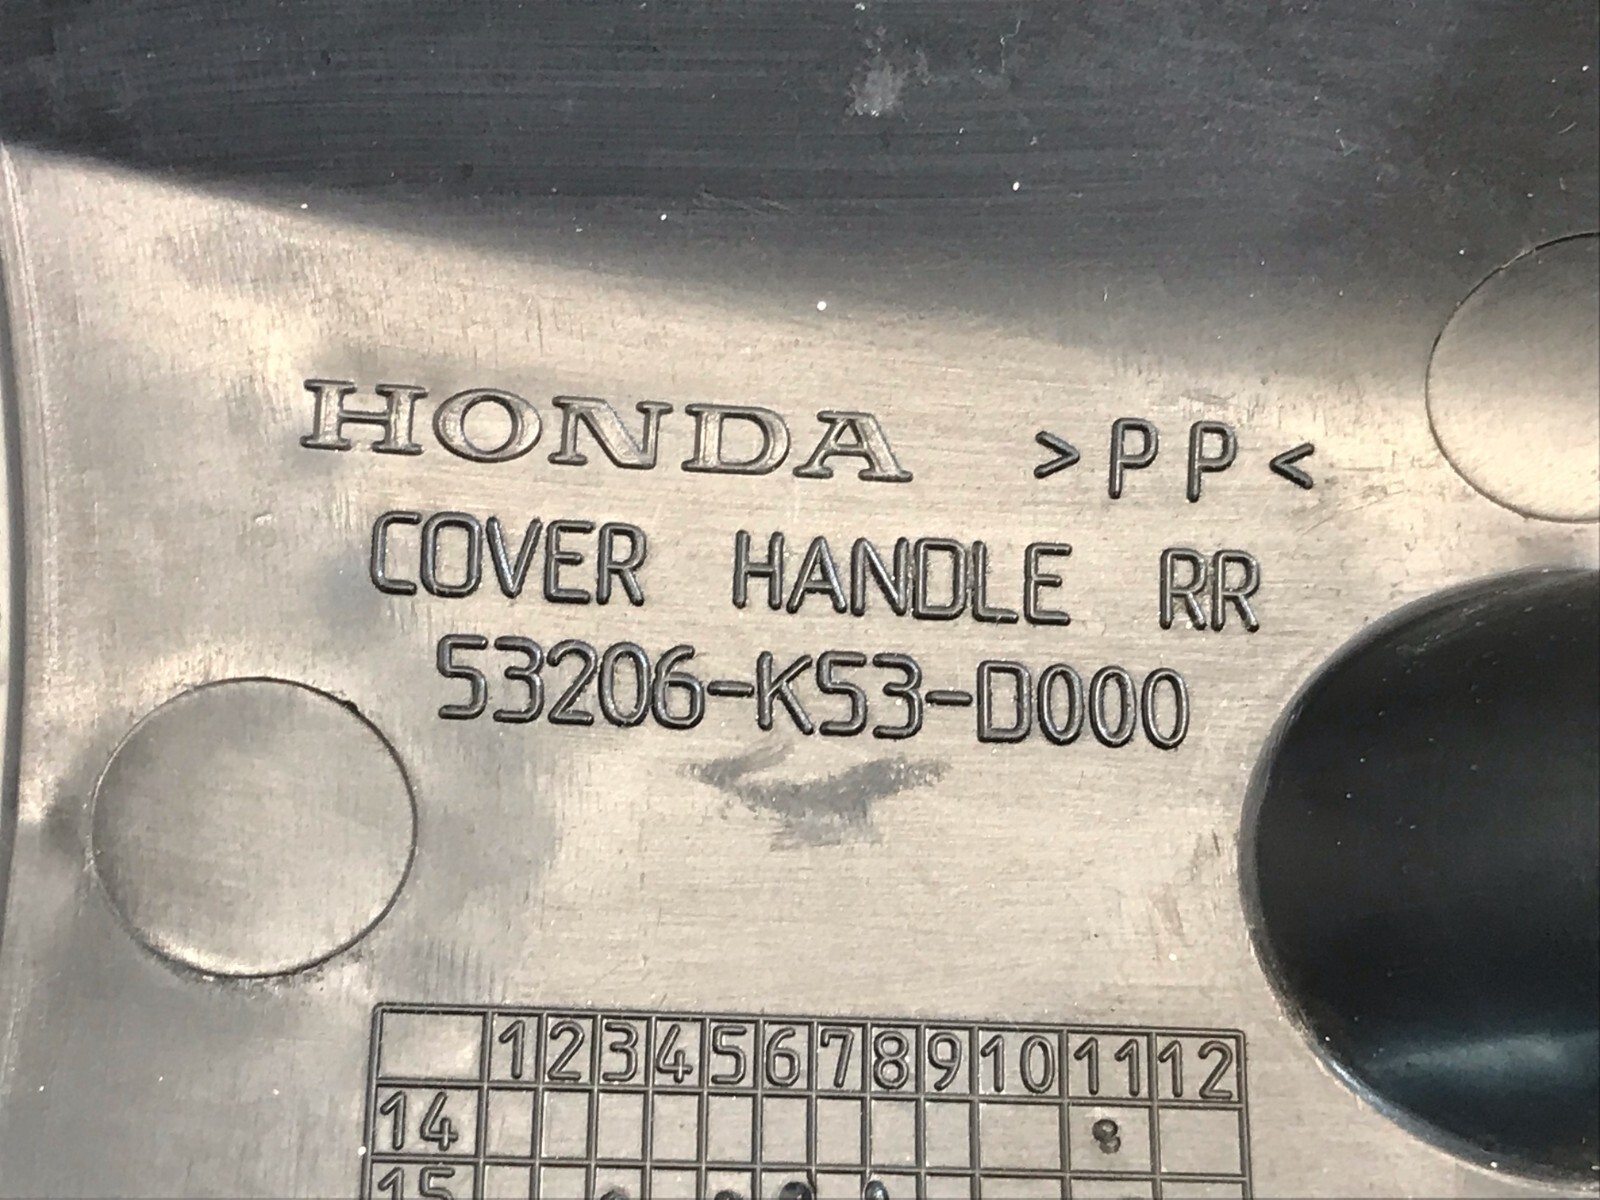 HONDA >PP<
COVER HANDLE RR
53206-K53-D000
1 2 3 4 5 6 7 8 9 10 11 12
14
15